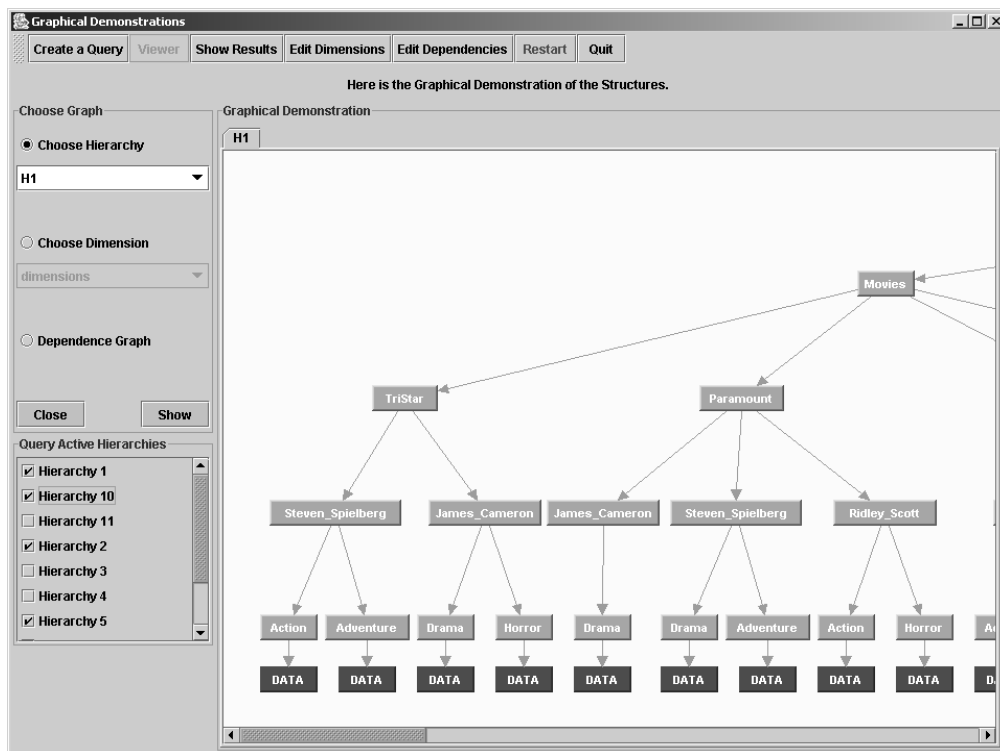 Graphical Demonstrations
Create a Query Viewer Show Results Edit Dimensions Edit Dependencies Restart Quit
Here is the Graphical Demonstration of the Structures.
Choose Graph
Choose Hierarchy
H1
Choose Dimension
dimensions
Dependence Graph
Close Show
Query Active Hierarchies
Hierarchy 1
Hierarchy 10
Hierarchy 11
Hierarchy 2
Hierarchy 3
Hierarchy 4
Hierarchy 5
Graphical Demonstration
H1
Movies
TriStar Paramount
Steven_Spielberg James_Cameron James_Cameron Steven_Spielberg Ridley_Scott
Action Adventure Drama Horror Drama Drama Adventure Action Horror
DATA DATA DATA DATA DATA DATA DATA DATA DATA